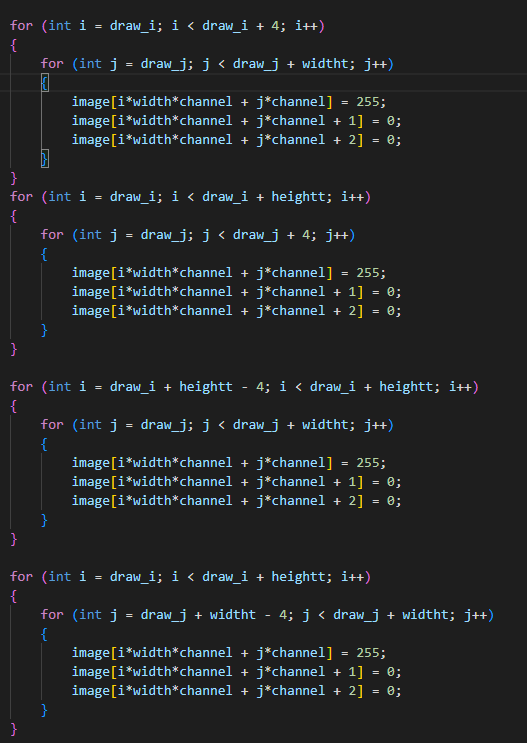 for (int i = draw_i; i < draw_i + 4; i++)
{
    for (int j = draw_j; j < draw_j + widtht; j++)
    {
        image[i*width*channel + j*channel] = 255;
        image[i*width*channel + j*channel + 1] = 0;
        image[i*width*channel + j*channel + 2] = 0;
    }
}
for (int i = draw_i; i < draw_i + heightt; i++)
{
    for (int j = draw_j; j < draw_j + 4; j++)
    {
        image[i*width*channel + j*channel] = 255;
        image[i*width*channel + j*channel + 1] = 0;
        image[i*width*channel + j*channel + 2] = 0;
    }
}

for (int i = draw_i + heightt - 4; i < draw_i + heightt; i++)
{
    for (int j = draw_j; j < draw_j + widtht; j++)
    {
        image[i*width*channel + j*channel] = 255;
        image[i*width*channel + j*channel + 1] = 0;
        image[i*width*channel + j*channel + 2] = 0;
    }
}

for (int i = draw_i; i < draw_i + heightt; i++)
{
    for (int j = draw_j + widtht - 4; j < draw_j + widtht; j++)
    {
        image[i*width*channel + j*channel] = 255;
        image[i*width*channel + j*channel + 1] = 0;
        image[i*width*channel + j*channel + 2] = 0;
    }
}